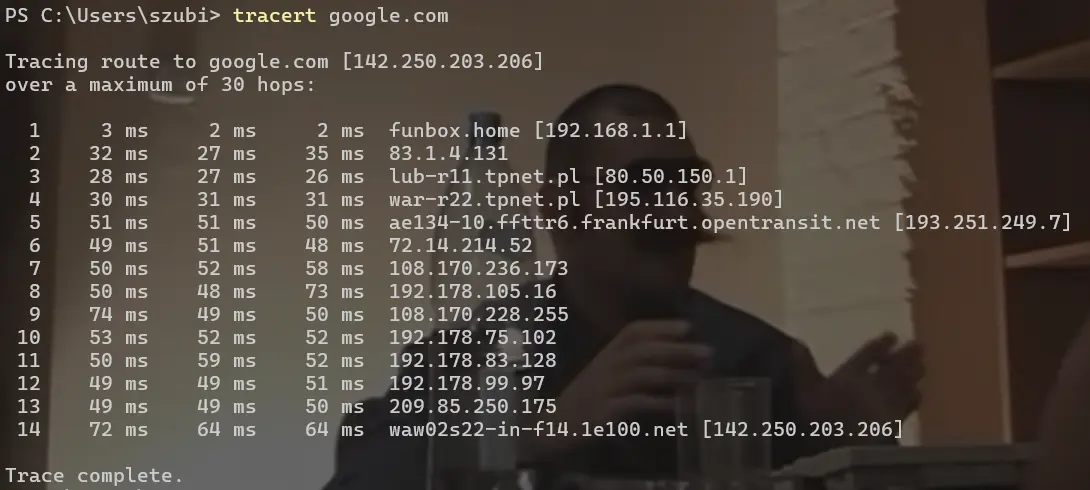 PS C:\Users\szubi> tracert google.com
Tracing route to google.com [142.250.203.206]
over a maximum of 30 hops:
1 3 ms 2 ms 2 ms funbox.home [192.168.1.1]
2 32 ms 27 ms 35 ms 83.1.4.131
3 28 ms 27 ms 26 ms lub-r11.tpnet.pl [80.50.150.1]
4 30 ms 31 ms 31 ms war-r22.tpnet.pl [195.116.35.190]
5 51 ms 51 ms 50 ms ae134-10.ffttr6.frankfurt.opentransit.net [193.251.249.7]
6 49 ms 51 ms 48 ms 72.14.214.52
7 50 ms 52 ms 58 ms 108.170.236.173
8 50 ms 48 ms 73 ms 192.178.105.16
9 74 ms 49 ms 50 ms 108.170.228.255
10 53 ms 52 ms 52 ms 192.178.75.102
11 50 ms 59 ms 52 ms 192.178.83.128
12 49 ms 49 ms 51 ms 192.178.99.97
13 49 ms 49 ms 50 ms 209.85.250.175
14 72 ms 64 ms 64 ms waw02s22-in-f14.1e100.net [142.250.203.206]
Trace complete.